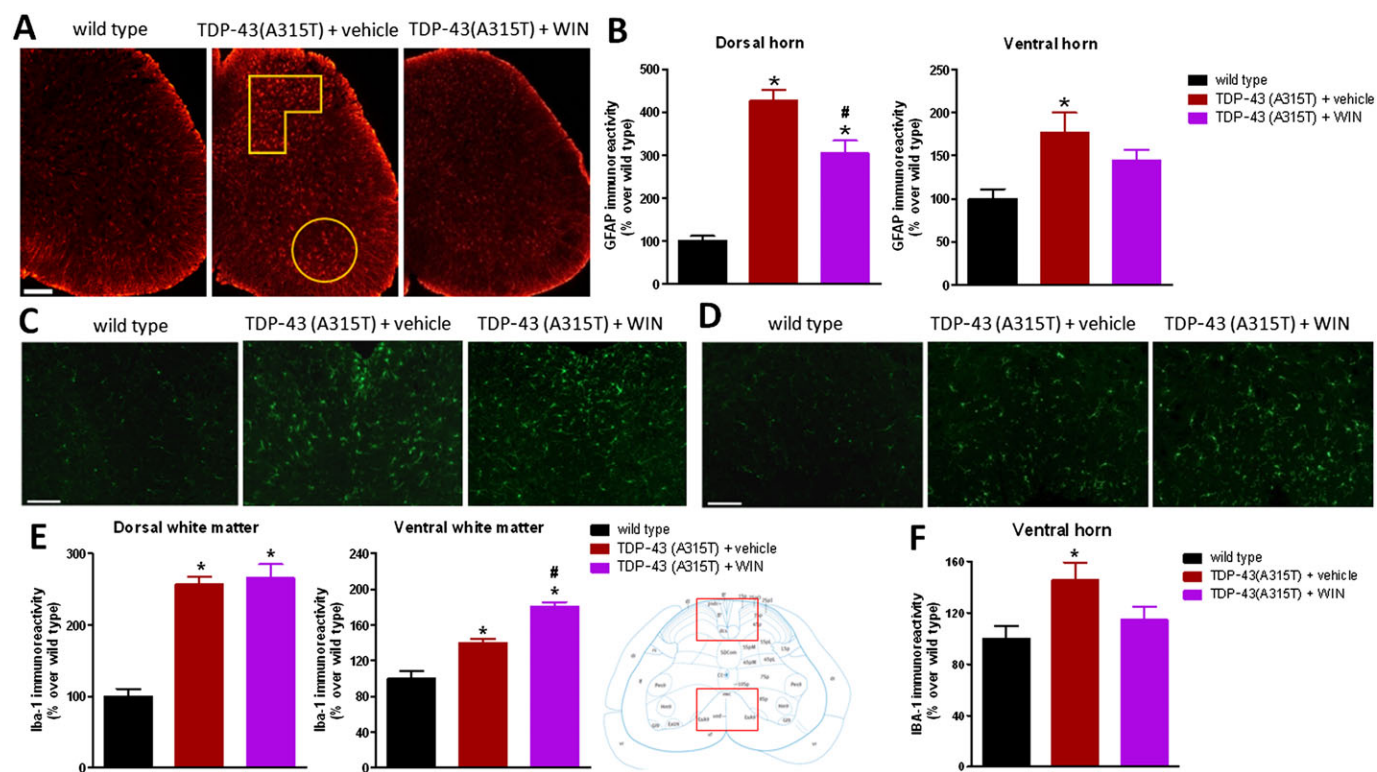 A
wild type
TDP-43(A315T) + vehicle
TDP-43(A315T) + WIN
B
Dorsal horn
GFAP immunoreactivity
(% over wild type)
500
400
300
200
100
0
*
#
*
Ventral horn
GFAP immunoreactivity
(% over wild type)
250
200
150
100
50
0
*
wild type
TDP-43 (A315T) + vehicle
TDP-43 (A315T) + WIN
C
wild type
TDP-43 (A315T) + vehicle
TDP-43 (A315T) + WIN
D
wild type
TDP-43 (A315T) + vehicle
TDP-43 (A315T) + WIN
E
Dorsal white matter
Iba-1 immunoreactivity
(% over wild type)
300
200
100
0
*
*
Ventral white matter
Iba-1 immunoreactivity
(% over wild type)
240
200
160
120
80
40
0
*
#
*
wild type
TDP-43 (A315T) + vehicle
TDP-43 (A315T) + WIN
F
Ventral horn
IBA-1 immunoreactivity
(% over wild type)
160
120
80
40
0
*
wild type
TDP-43(A315T) + vehicle
TDP-43(A315T) + WIN